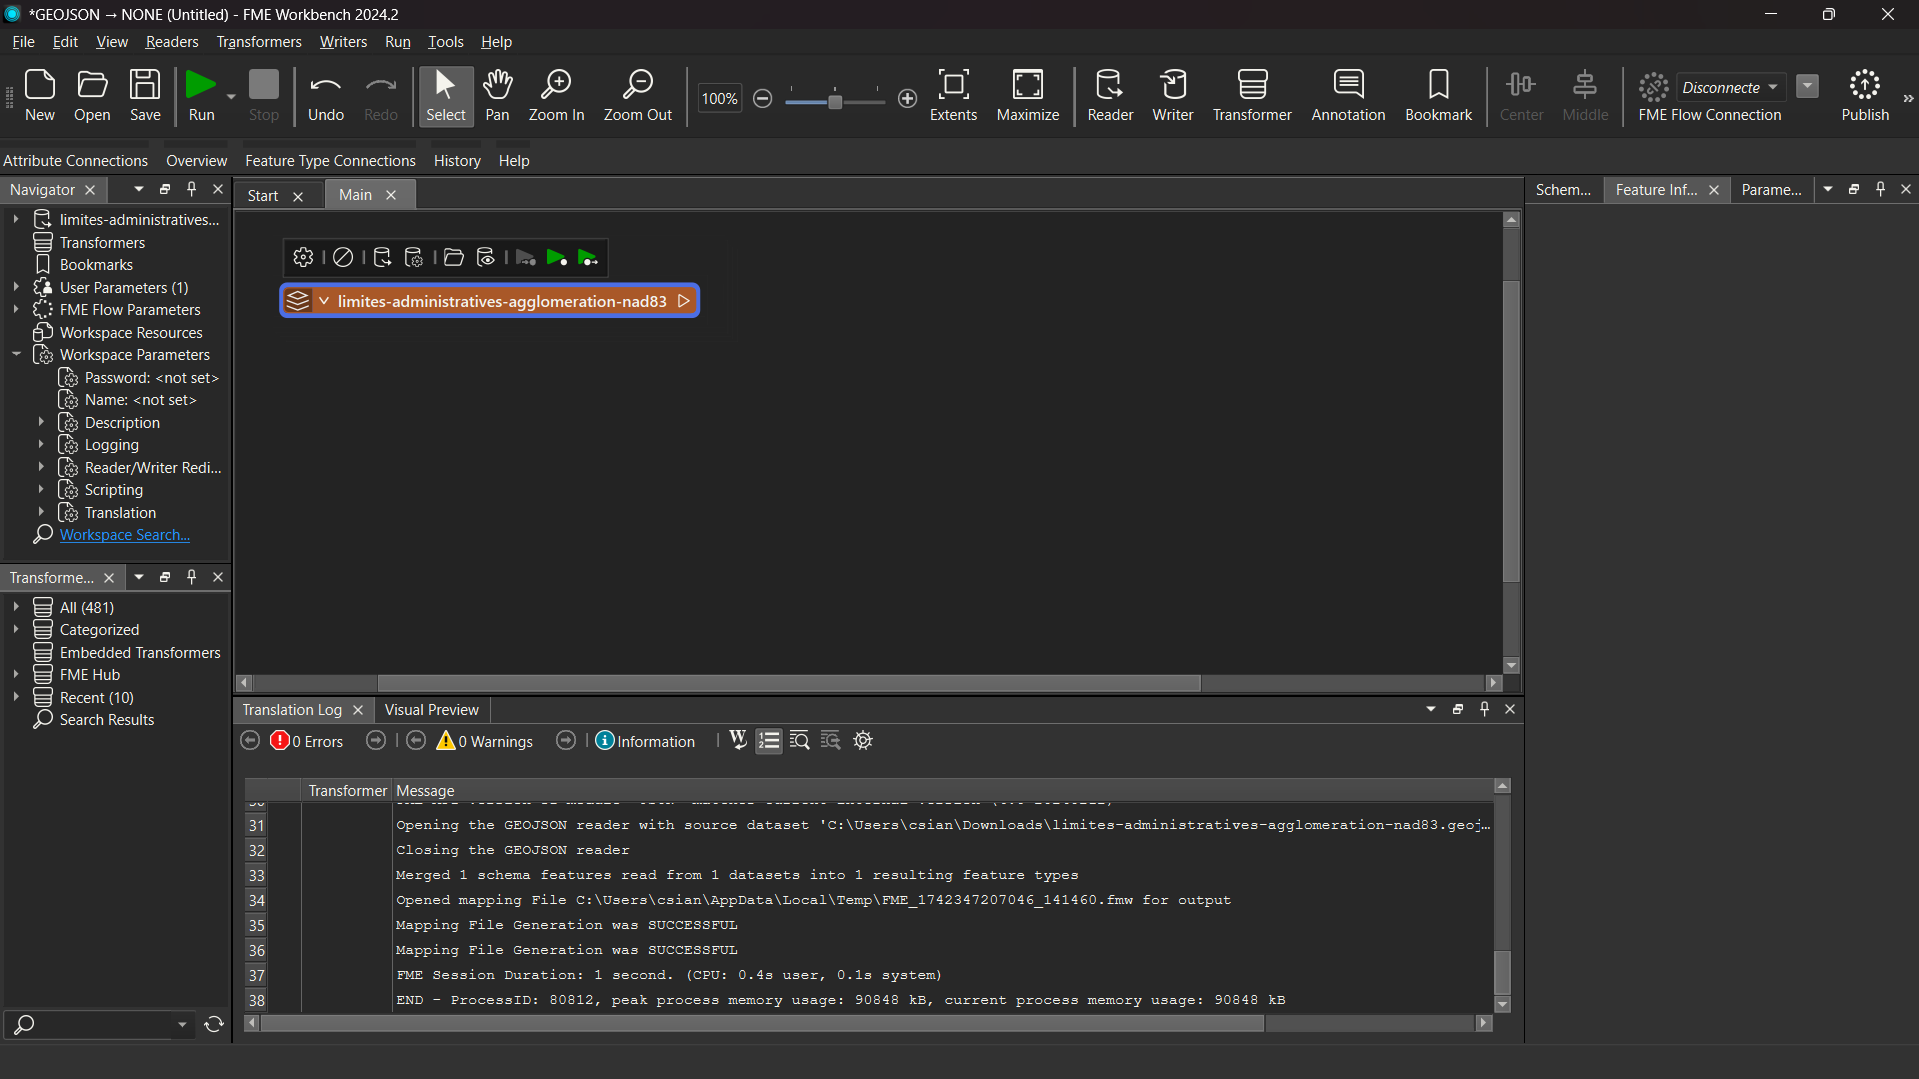 *GEOJSON → NONE (Untitled) - FME Workbench 2024.2
File Edit View Readers Transformers Writers Run Tools Help
New Open Save Run Stop Undo Redo Select Pan Zoom In Zoom Out 100% Extents Maximize Reader Writer Transformer Annotation Bookmark Center Middle Disconnecte FME Flow Connection Publish
Attribute Connections Overview Feature Type Connections History Help
Navigator
limites-administratives...
Transformers
Bookmarks
User Parameters (1)
FME Flow Parameters
Workspace Resources
Workspace Parameters
Password: <not set>
Name: <not set>
Description
Logging
Reader/Writer Redi...
Scripting
Translation
Workspace Search...
Transforme...
All (481)
Categorized
Embedded Transformers
FME Hub
Recent (10)
Search Results
Start Main
limites-administratives-agglomeration-nad83
Schem... Feature Inf... Parame...
Translation Log Visual Preview
0 Errors 0 Warnings Information
Transformer Message
31 Opening the GEOJSON reader with source dataset 'C:\Users\csian\Downloads\limites-administratives-agglomeration-nad83.geoj...
32 Closing the GEOJSON reader
33 Merged 1 schema features read from 1 datasets into 1 resulting feature types
34 Opened mapping File C:\Users\csian\AppData\Local\Temp\FME_1742347207046_141460.fmw for output
35 Mapping File Generation was SUCCESSFUL
36 Mapping File Generation was SUCCESSFUL
37 FME Session Duration: 1 second. (CPU: 0.4s user, 0.1s system)
38 END - ProcessID: 80812, peak process memory usage: 90848 kB, current process memory usage: 90848 kB